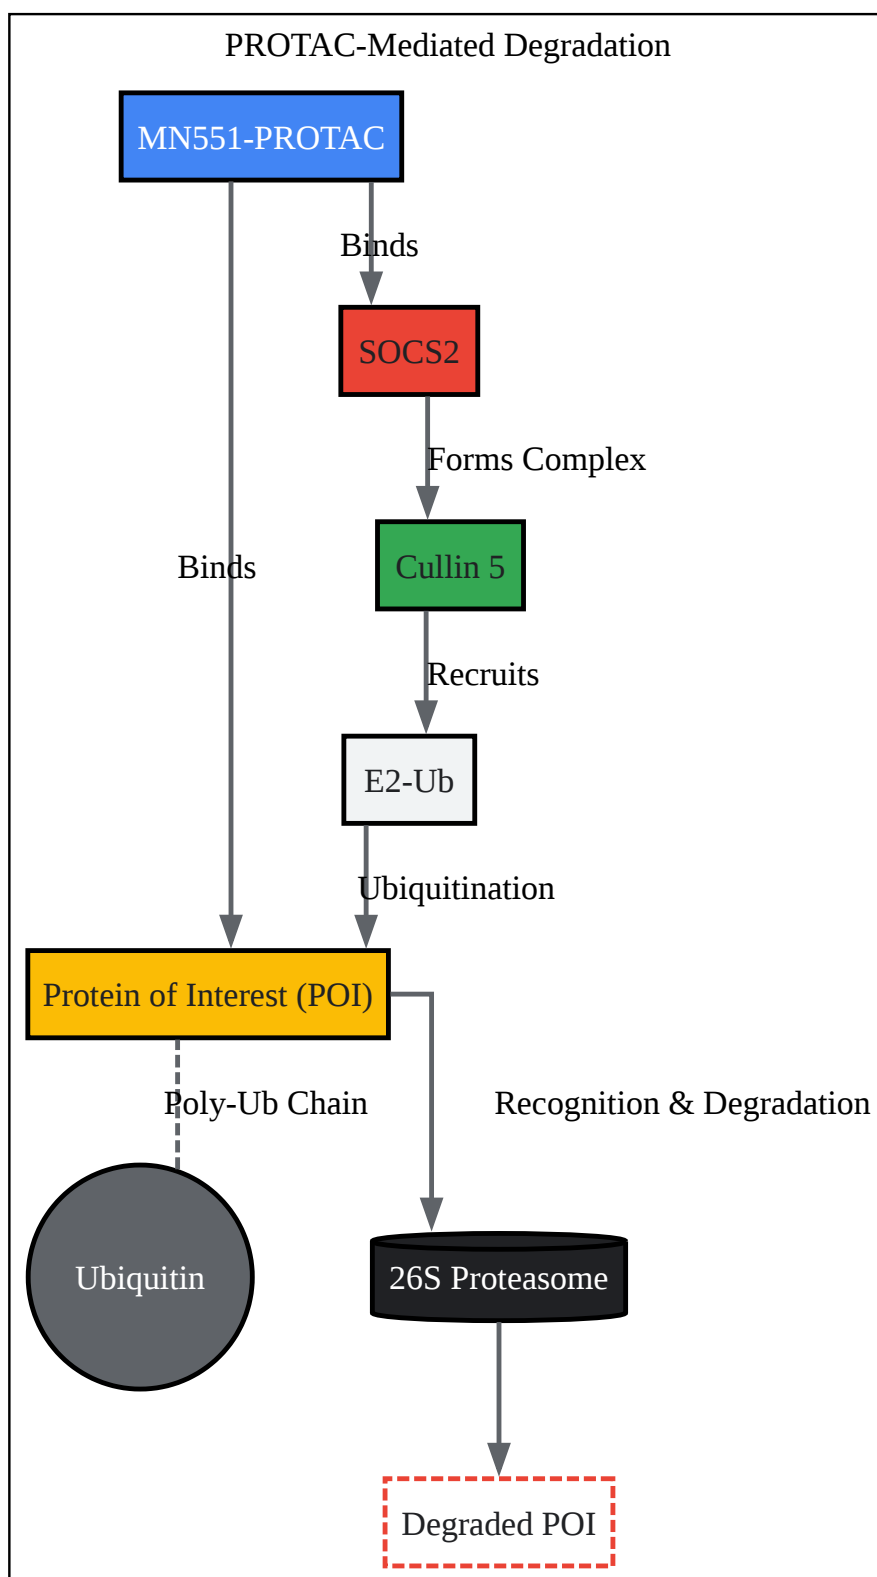 PROTAC-Mediated Degradation
MN551-PROTAC
Binds
SOCS2
Forms Complex
Cullin 5
Binds
Recruits
E2-Ub
Ubiquitination
Protein of Interest (POI)
Poly-Ub Chain
Recognition & Degradation
Ubiquitin
26S Proteasome
Degraded POI